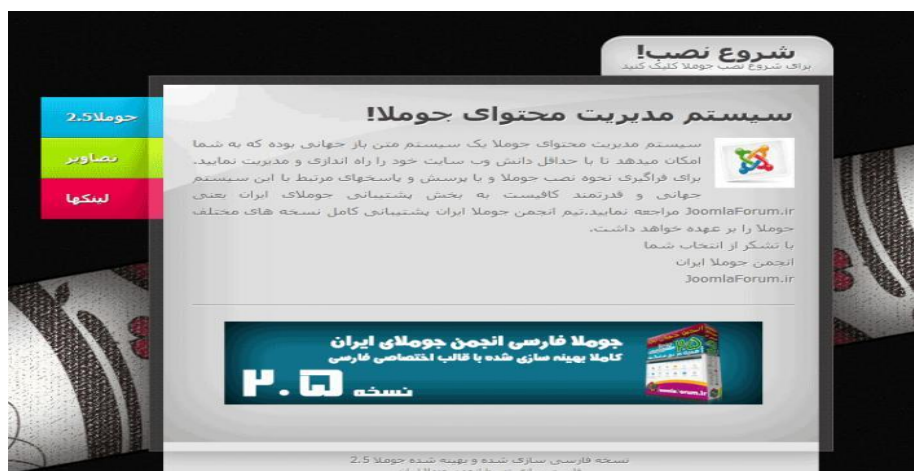 شروع نصب!
برای شروع نصب جوملا کلیک کنید
جوملا2.5
تصاویر
لینکها
سیستم مدیریت محتوای جوملا!
سیستم مدیریت محتوای جوملا یک سیستم متن باز جهانی بوده که به شما
امکان میدهد تا با حداقل دانش وب سایت خود را راه اندازی و مدیریت نمایید.
برای فراگیری نحوه نصب جوملا و یا پرسش و پاسخهای مرتبط با این سیستم
جهانی و قدرتمند کافیست به بخش پشتیبانی جوملای ایران یعنی
JoomlaForum.ir مراجعه نمایید.تیم انجمن جوملا ایران پشتیبانی کامل نسخه های مختلف
جوملا را بر عهده خواهد داشت.
با تشکر از انتخاب شما
انجمن جوملا ایران
JoomlaForum.ir
جوملا فارسی انجمن جوملای ایران
کاملا بهینه سازی شده با قالب اختصاصی فارسی
نسخه ۲.۵
نسخه فارسی سازی شده و بهینه شده جوملا 2.5